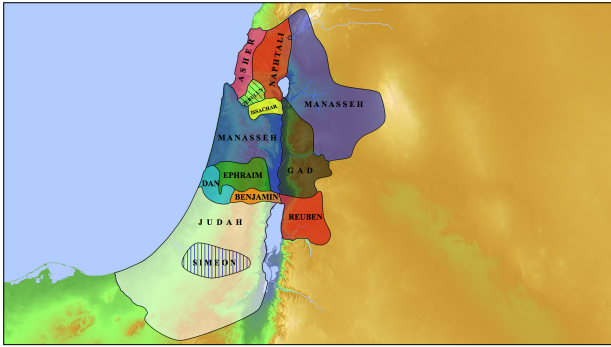 ASHER
NAPHTALI
MANASSEH
ISSACHAR
MANASSEH
EPHRAIM
GAD
DAN
BENJAMIN
REUBEN
JUDAH
SIMEON